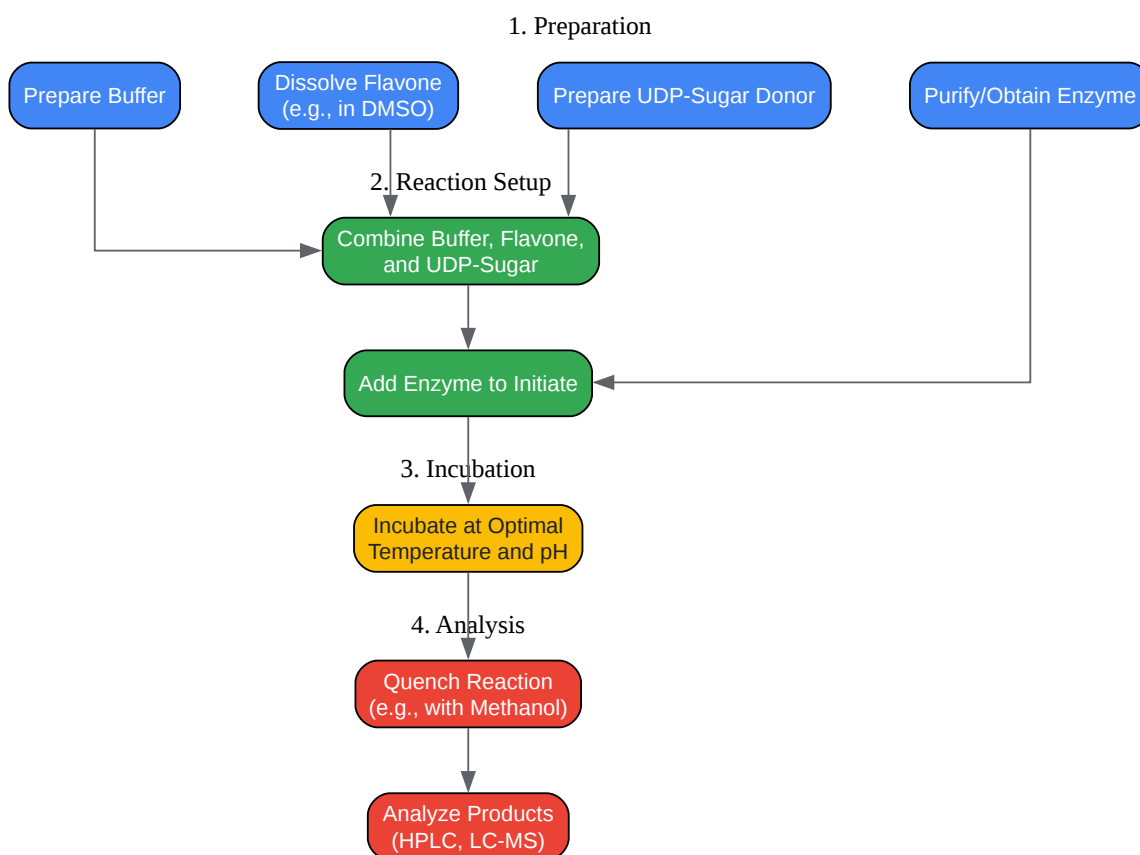 1. Preparation
Prepare Buffer
Dissolve Flavone
(e.g., in DMSO)
Prepare UDP-Sugar Donor
Purify/Obtain Enzyme
2. Reaction Setup
Combine Buffer, Flavone,
and UDP-Sugar
Add Enzyme to Initiate
3. Incubation
Incubate at Optimal
Temperature and pH
4. Analysis
Quench Reaction
(e.g., with Methanol)
Analyze Products
(HPLC, LC-MS)